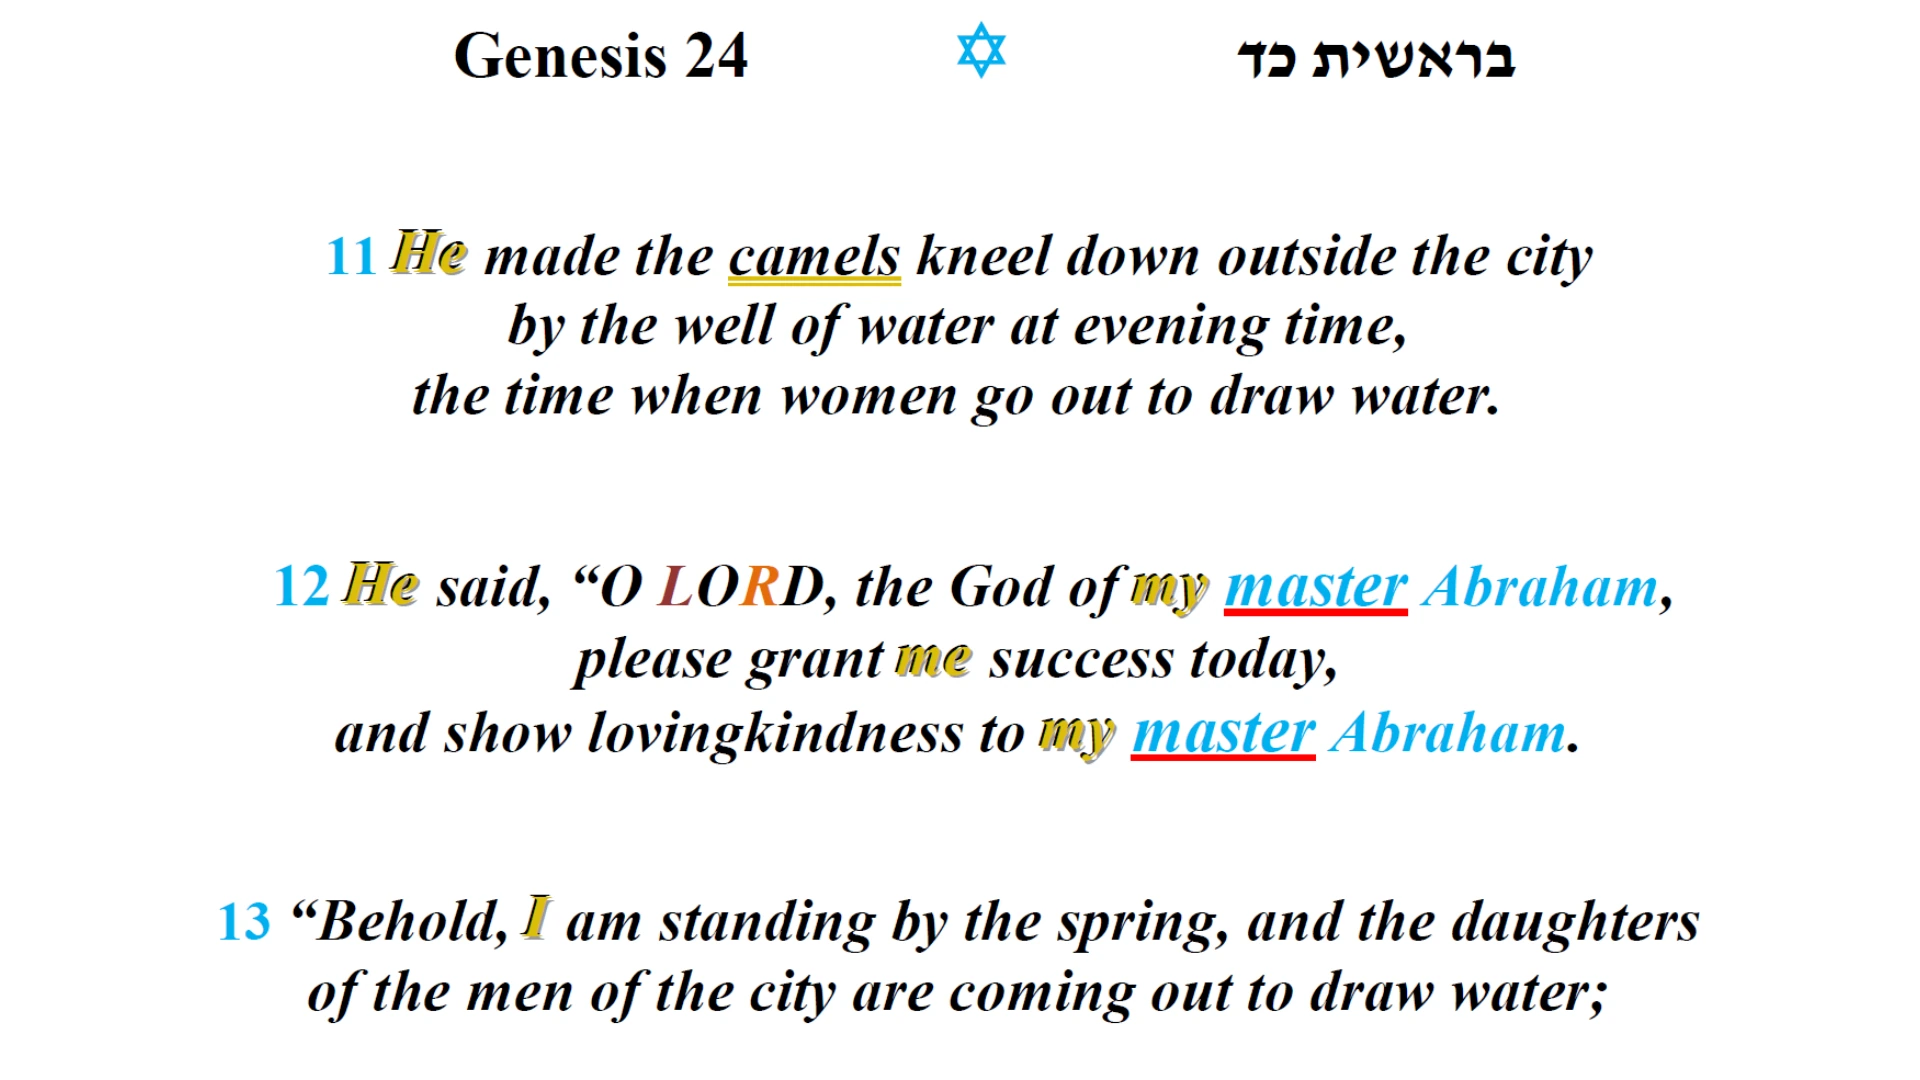 Genesis 24 ✡ בראשית כד
11 He made the camels kneel down outside the city
by the well of water at evening time,
the time when women go out to draw water.
12 He said, “O LORD, the God of my master Abraham,
please grant me success today,
and show lovingkindness to my master Abraham.
13 “Behold, I am standing by the spring, and the daughters
of the men of the city are coming out to draw water;